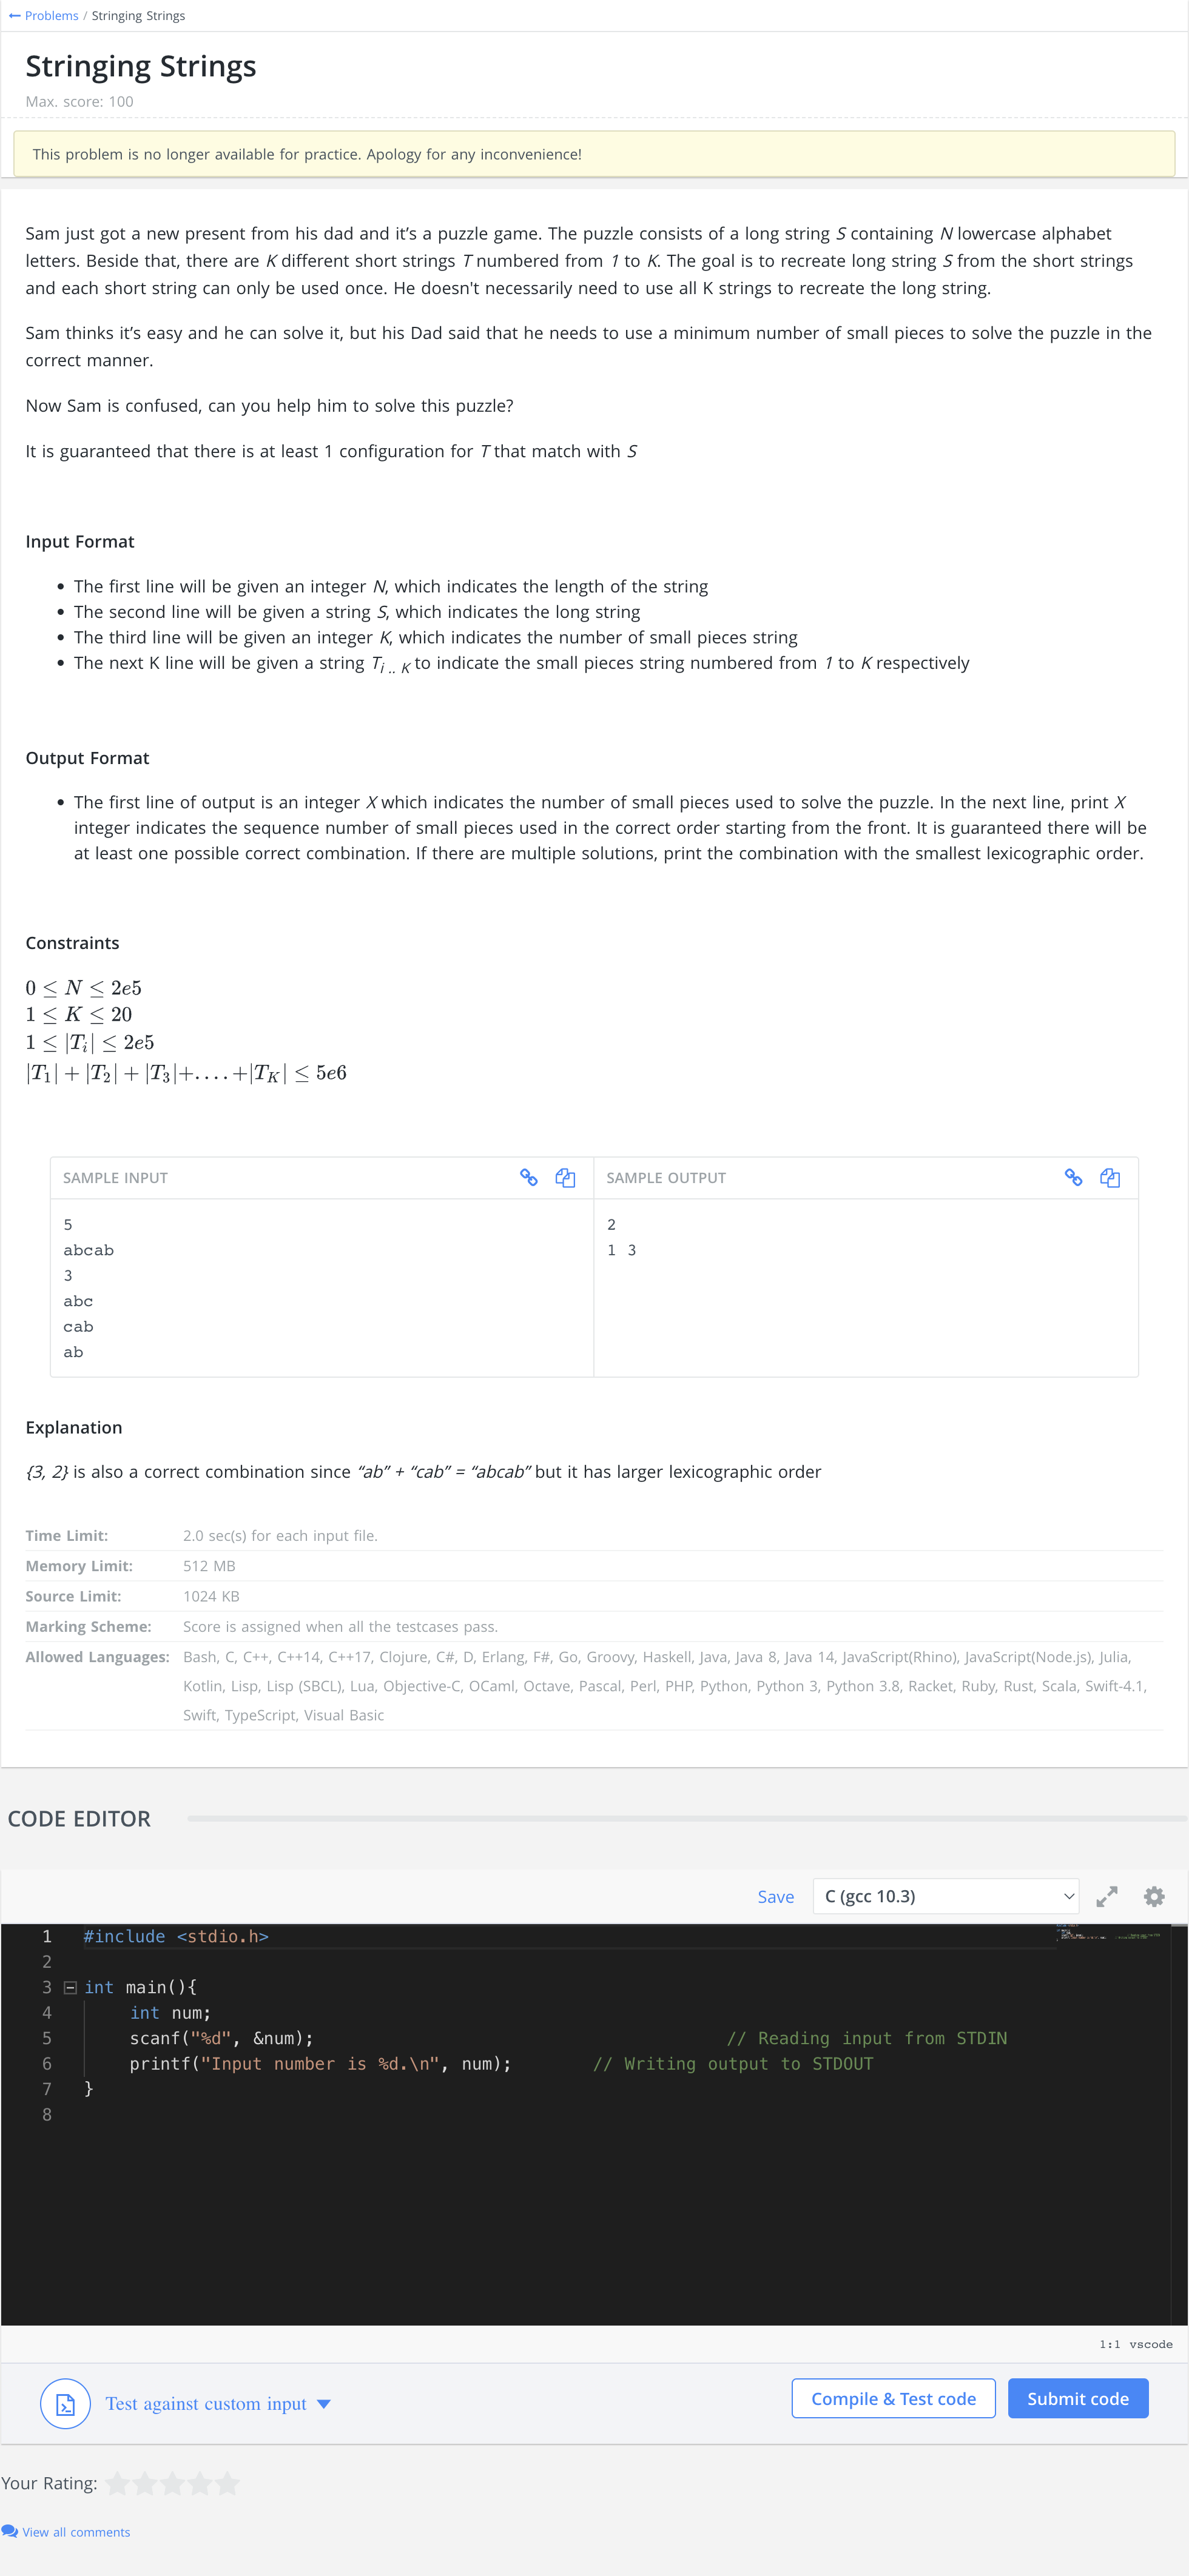 ← Problems / Stringing Strings
Stringing Strings
Max. score: 100
This problem is no longer available for practice. Apology for any inconvenience!
Sam just got a new present from his dad and it’s a puzzle game. The puzzle consists of a long string S containing N lowercase alphabet
letters. Beside that, there are K different short strings T numbered from 1 to K. The goal is to recreate long string S from the short strings
and each short string can only be used once. He doesn't necessarily need to use all K strings to recreate the long string.
Sam thinks it’s easy and he can solve it, but his Dad said that he needs to use a minimum number of small pieces to solve the puzzle in the
correct manner.
Now Sam is confused, can you help him to solve this puzzle?
It is guaranteed that there is at least 1 configuration for T that match with S
Input Format
• The first line will be given an integer N, which indicates the length of the string
• The second line will be given a string S, which indicates the long string
• The third line will be given an integer K, which indicates the number of small pieces string
• The next K line will be given a string Ti .. K to indicate the small pieces string numbered from 1 to K respectively
Output Format
• The first line of output is an integer X which indicates the number of small pieces used to solve the puzzle. In the next line, print X
integer indicates the sequence number of small pieces used in the correct order starting from the front. It is guaranteed there will be
at least one possible correct combination. If there are multiple solutions, print the combination with the smallest lexicographic order.
Constraints
0 ≤ N ≤ 2e5
1 ≤ K ≤ 20
1 ≤ |Ti| ≤ 2e5
|T1| + |T2| + |T3|+. . . . +|TK| ≤ 5e6
SAMPLE INPUT
5
abcab
3
abc
cab
ab
SAMPLE OUTPUT
2
1 3
Explanation
{3, 2} is also a correct combination since “ab” + “cab” = “abcab” but it has larger lexicographic order
Time Limit: 2.0 sec(s) for each input file.
Memory Limit: 512 MB
Source Limit: 1024 KB
Marking Scheme: Score is assigned when all the testcases pass.
Allowed Languages: Bash, C, C++, C++14, C++17, Clojure, C#, D, Erlang, F#, Go, Groovy, Haskell, Java, Java 8, Java 14, JavaScript(Rhino), JavaScript(Node.js), Julia,
Kotlin, Lisp, Lisp (SBCL), Lua, Objective-C, OCaml, Octave, Pascal, Perl, PHP, Python, Python 3, Python 3.8, Racket, Ruby, Rust, Scala, Swift-4.1,
Swift, TypeScript, Visual Basic
CODE EDITOR
Save C (gcc 10.3)
1 #include <stdio.h>
2
3 int main(){
4 int num;
5 scanf("%d", &num); // Reading input from STDIN
6 printf("Input number is %d.\n", num); // Writing output to STDOUT
7 }
8
1:1 vscode
Test against custom input Compile & Test code Submit code
Your Rating:
View all comments